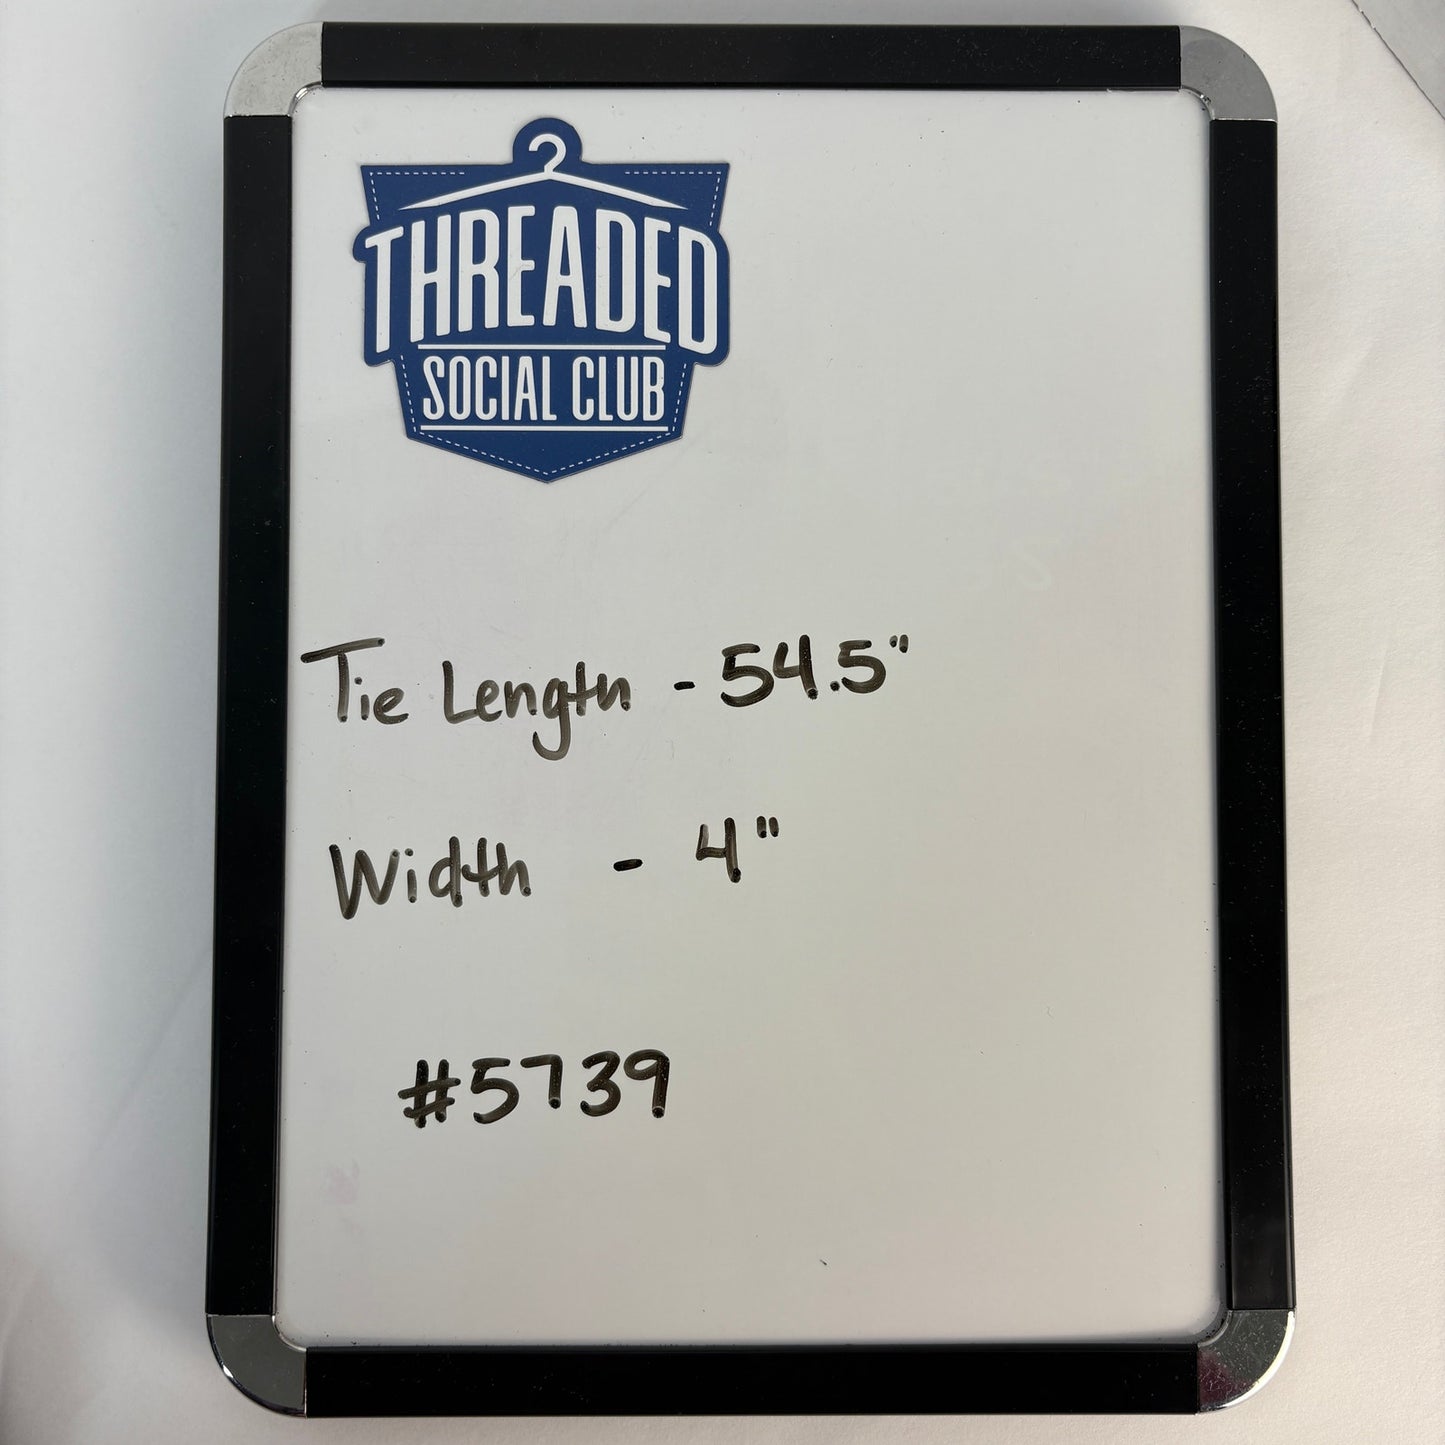 THREADED
SOCIAL CLUB
Tie Length - 54.5"
Width - 4"
#5739